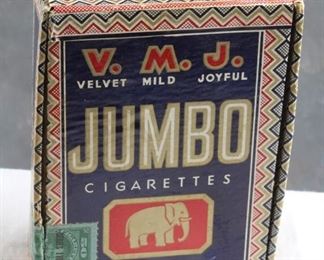 V. M. J.
VELVET MILD JOYFUL
JUMBO
CIGARETTES